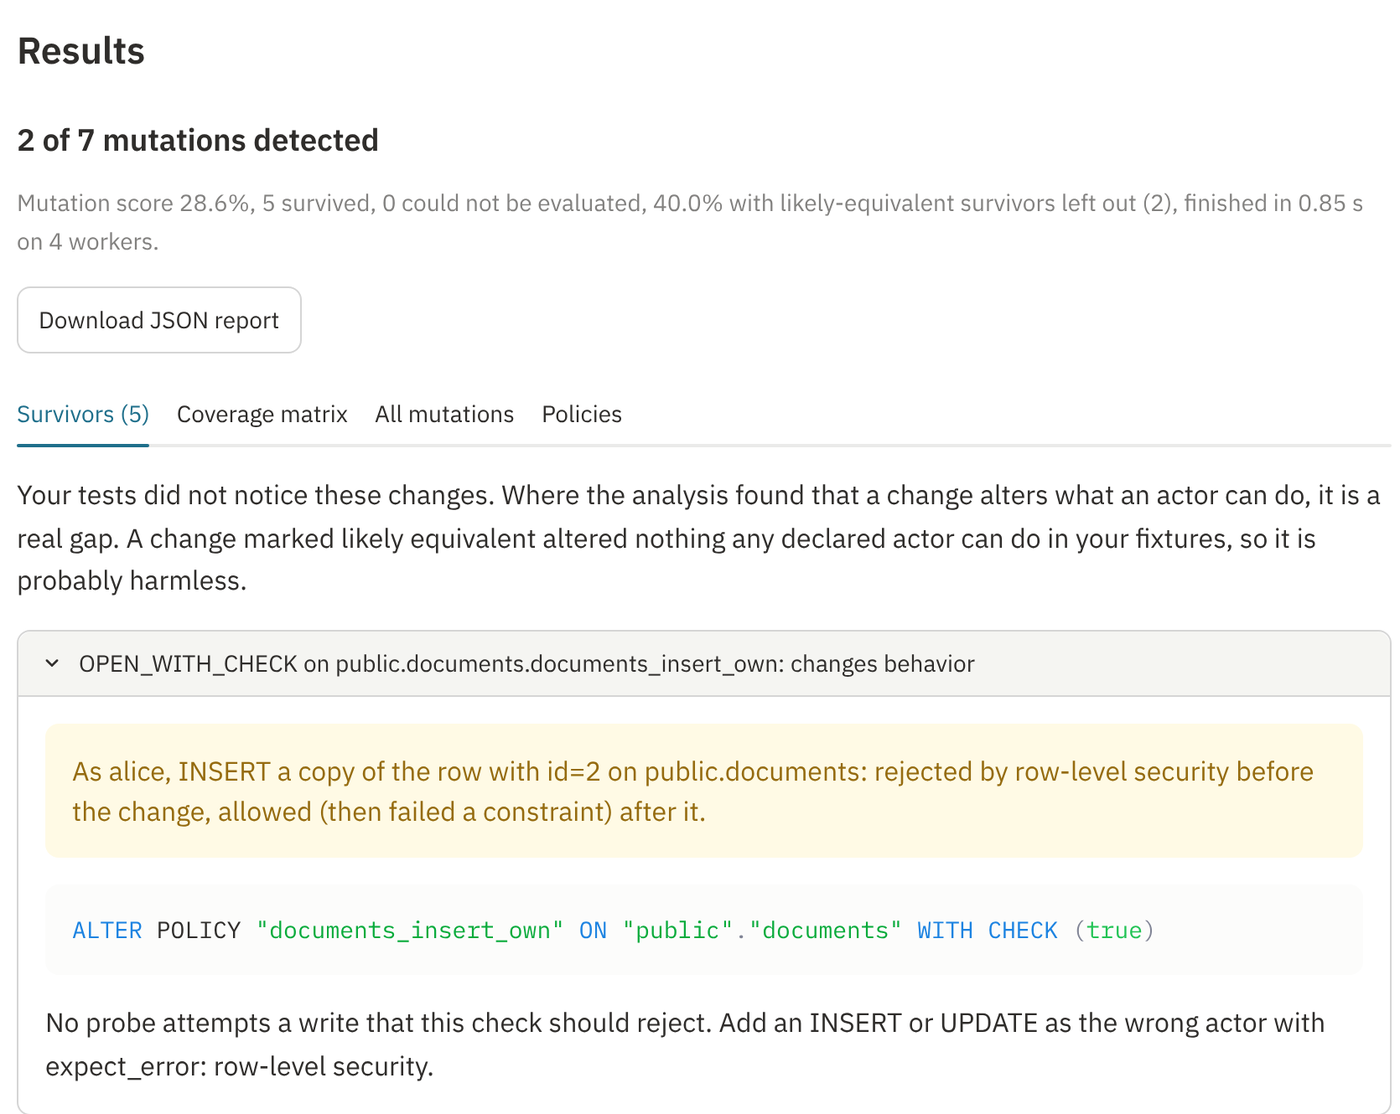 Results
2 of 7 mutations detected
Mutation score 28.6%, 5 survived, 0 could not be evaluated, 40.0% with likely-equivalent survivors left out (2), finished in 0.85 s
on 4 workers.
Download JSON report
Survivors (5) Coverage matrix All mutations Policies
Your tests did not notice these changes. Where the analysis found that a change alters what an actor can do, it is a
real gap. A change marked likely equivalent altered nothing any declared actor can do in your fixtures, so it is
probably harmless.
OPEN_WITH_CHECK on public.documents.documents_insert_own: changes behavior
As alice, INSERT a copy of the row with id=2 on public.documents: rejected by row-level security before
the change, allowed (then failed a constraint) after it.
ALTER POLICY "documents_insert_own" ON "public"."documents" WITH CHECK (true)
No probe attempts a write that this check should reject. Add an INSERT or UPDATE as the wrong actor with
expect_error: row-level security.